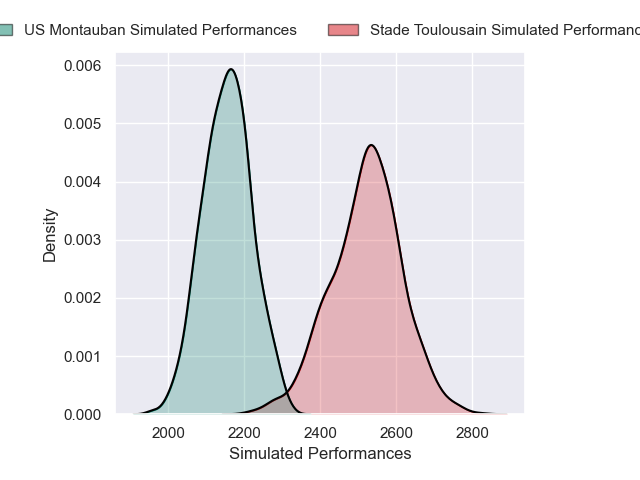 US Montauban Simulated Performances
Stade Toulousain Simulated
0.006
0.005
0.004
0.003
0.002
0.001
0.000
Density
2000 2200 2400 2600 2800
Simulated Performances